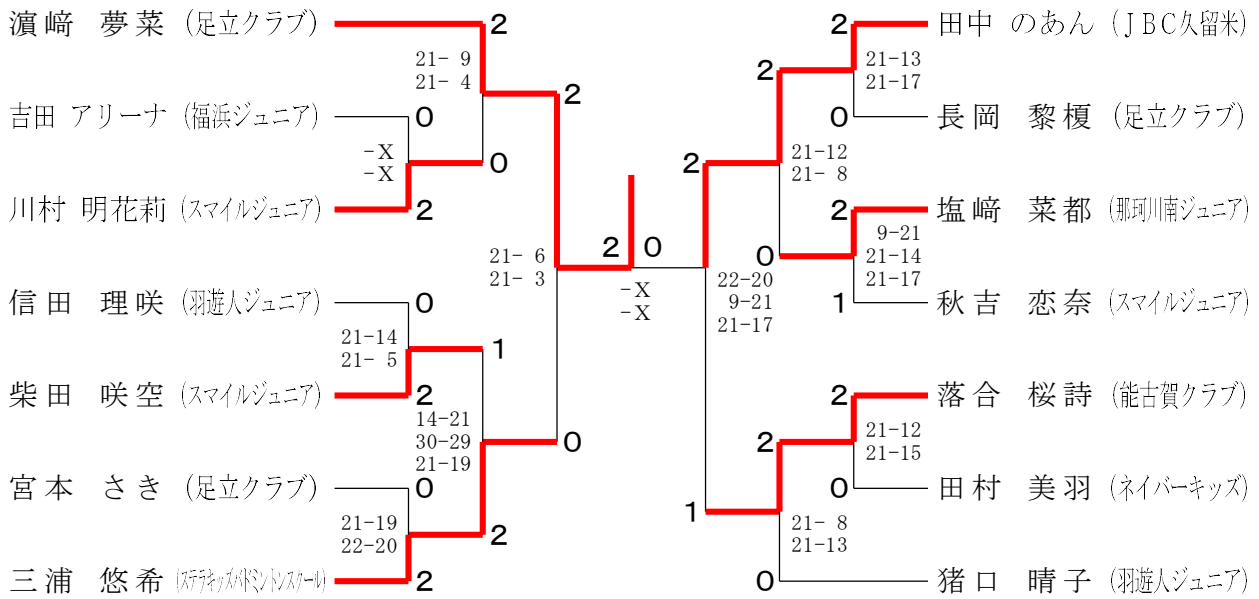 濵﨑 夢菜 (足立クラブ)
2
21- 9
21- 4
2
吉田 アリーナ (福浜ジュニア)
0
-X
-X
0
川村 明花莉 (スマイルジュニア)
2
21- 6
21- 3
信田 理咲 (羽遊人ジュニア)
0
21-14
21- 5
1
柴田 咲空 (スマイルジュニア)
2
14-21
30-29
21-19
0
宮本 さき (足立クラブ)
0
21-19
22-20
2
三浦 悠希 (ステラキッズバドミントンスクール)
2
2 0
-X
-X
2 田中 のあん (ＪＢＣ久留米)
21-13
21-17
2
0 長岡 黎榎 (足立クラブ)
21-12
21- 8
2
2 塩﨑 菜都 (那珂川南ジュニア)
9-21
21-14
21-17
0
1 秋吉 恋奈 (スマイルジュニア)
22-20
9-21
21-17
2 落合 桜詩 (能古賀クラブ)
21-12
21-15
2
0 田村 美羽 (ネイバーキッズ)
1
21- 8
21-13
0 猪口 晴子 (羽遊人ジュニア)